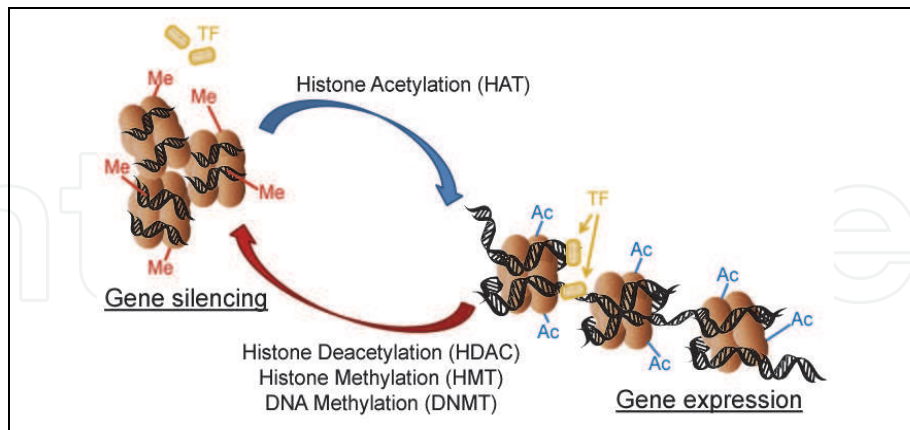 TF
Me
Me
Histone Acetylation (HAT)
Me
Me
TF
Ac
Me
Gene silencing
Ac
Ac
Ac
Ac
Ac
Histone Deacetylation (HDAC)
Histone Methylation (HMT)
DNA Methylation (DNMT)
Gene expression